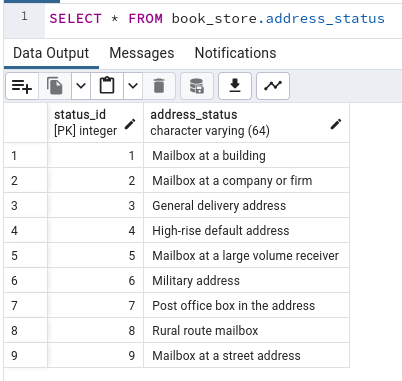 1 SELECT * FROM book_store.address_status
Data Output Messages Notifications
status_id address_status
[PK] integer character varying (64)
1 1 Mailbox at a building
2 2 Mailbox at a company or firm
3 3 General delivery address
4 4 High-rise default address
5 5 Mailbox at a large volume receiver
6 6 Military address
7 7 Post office box in the address
8 8 Rural route mailbox
9 9 Mailbox at a street address